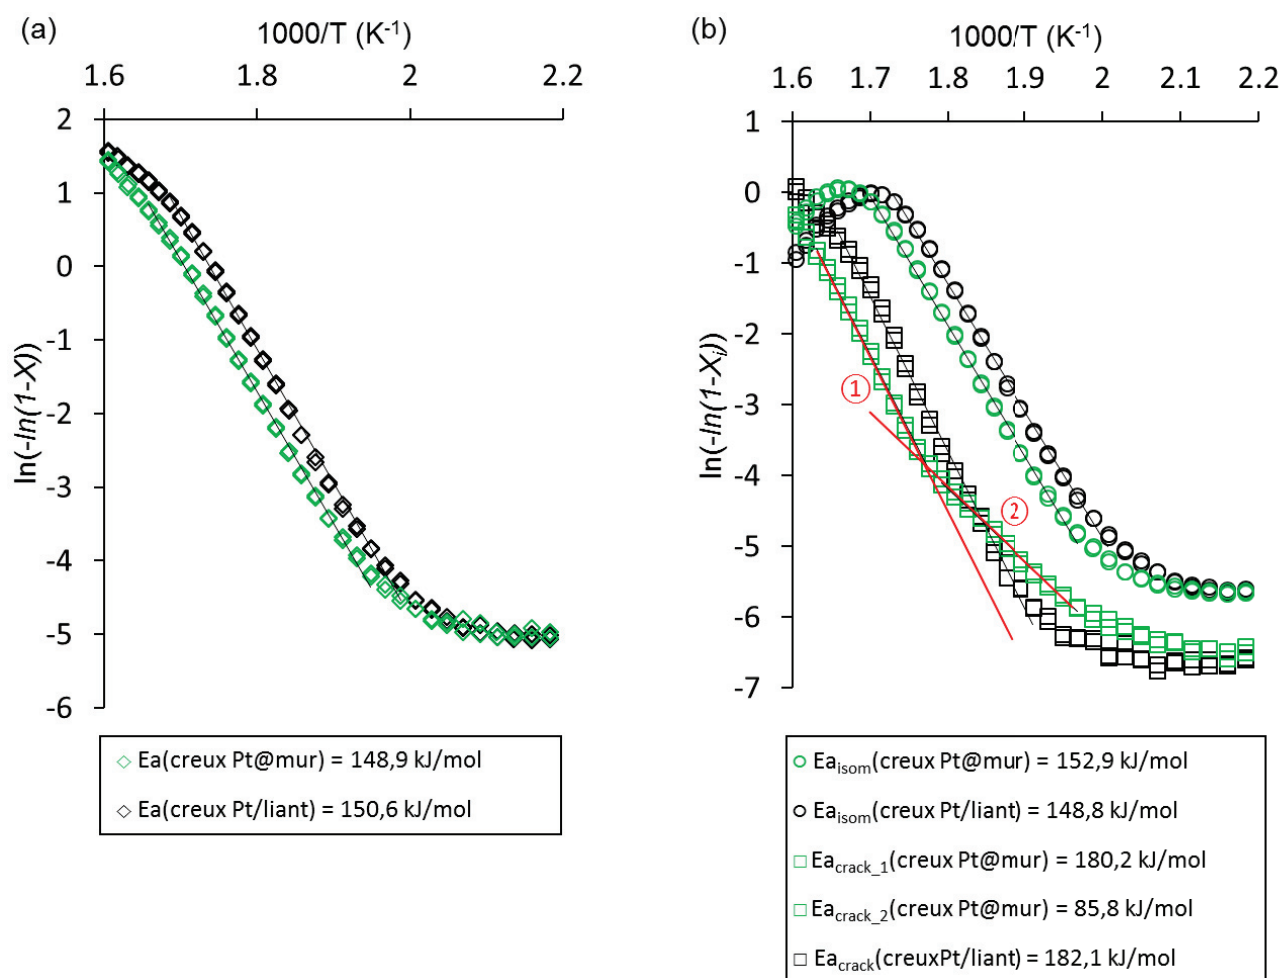 (a)
1000/T (K-1)
1.6 1.8 2 2.2
2
1
0
-1
-2
-3
-4
-5
-6
ln(-ln(1-X))
Ea(creux Pt@mur) = 148,9 kJ/mol
Ea(creux Pt/liant) = 150,6 kJ/mol
(b)
1000/T (K-1)
1.6 1.7 1.8 1.9 2 2.1 2.2
1
0
-1
-2
-3
-4
-5
-6
-7
ln(-ln(1-Xi))
1
2
Eaisom(creux Pt@mur) = 152,9 kJ/mol
Eaisom(creux Pt/liant) = 148,8 kJ/mol
Eacrack_1(creux Pt@mur) = 180,2 kJ/mol
Eacrack_2(creux Pt@mur) = 85,8 kJ/mol
Eacrack(creuxPt/liant) = 182,1 kJ/mol